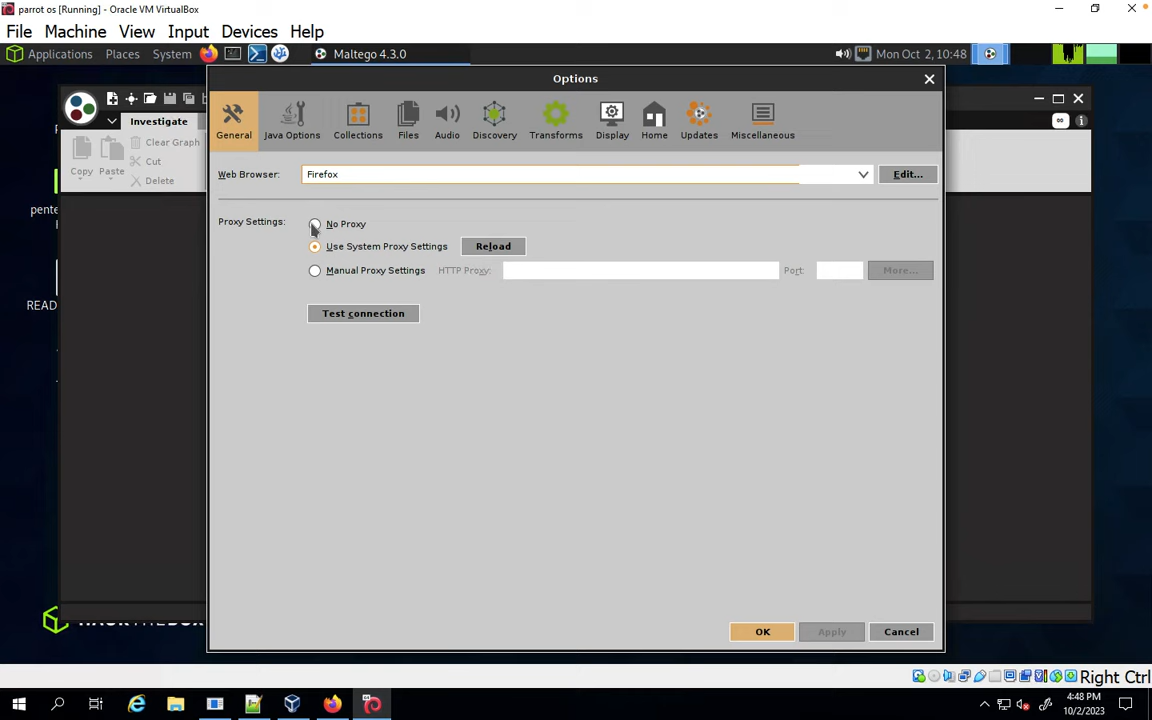 parrot os [Running] - Oracle VM VirtualBox
File Machine View Input Devices Help
Applications Places System Maltego 4.3.0 Mon Oct 2, 10:48
Options
Investigate
General Java Options Collections Files Audio Discovery Transforms Display Home Updates Miscellaneous
Clear Graph
Cut
Copy Paste Delete
Web Browser: Firefox Edit...
pente
Proxy Settings: No Proxy
Use System Proxy Settings Reload
Manual Proxy Settings HTTP Proxy: Port: More...
READ
Test connection
OK Apply Cancel
Right Ctrl
4:48 PM
10/2/2023